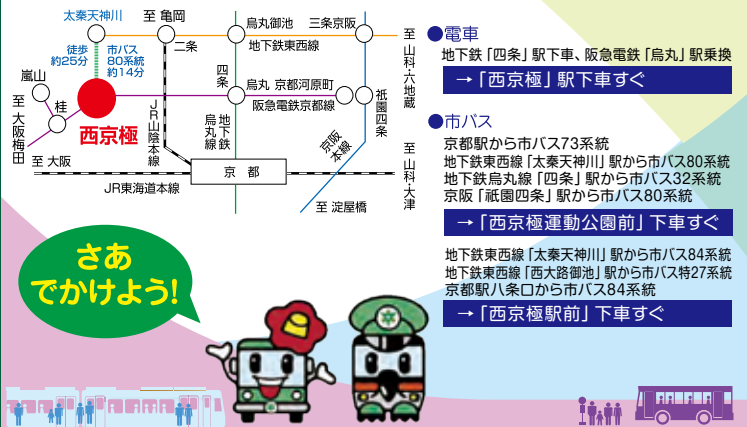 太秦天神川
至 亀岡
烏丸御池
三条京阪
二条
地下鉄東西線
至 山科・六地蔵
徒歩
約25分
市バス
80系統
約14分
嵐山
四条
烏丸 京都河原町
桂
阪急電鉄京都線
祇園四条
西京極
至 大阪梅田
JR山陰本線
地下鉄
烏丸線
京阪
本線
至 大阪
京 都
至 山科・大津
JR東海道本線
至 淀屋橋
●電車
地下鉄「四条」駅下車、阪急電鉄「烏丸」駅乗換
→「西京極」駅下車すぐ
●市バス
京都駅から市バス73系統
地下鉄東西線「太秦天神川」駅から市バス80系統
地下鉄烏丸線「四条」駅から市バス32系統
京阪「祇園四条」駅から市バス80系統
→「西京極運動公園前」下車すぐ
地下鉄東西線「太秦天神川」駅から市バス84系統
地下鉄東西線「西大路御池」駅から市バス特27系統
京都駅八条口から市バス84系統
→「西京極駅前」下車すぐ
さあ
でかけよう!